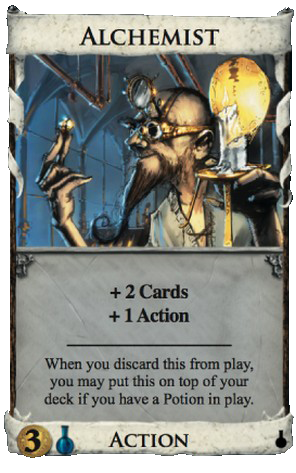 ALCHEMIST
+ 2 Cards
+ 1 Action
When you discard this from play,
you may put this on top of your
deck if you have a Potion in play.
3 ACTION